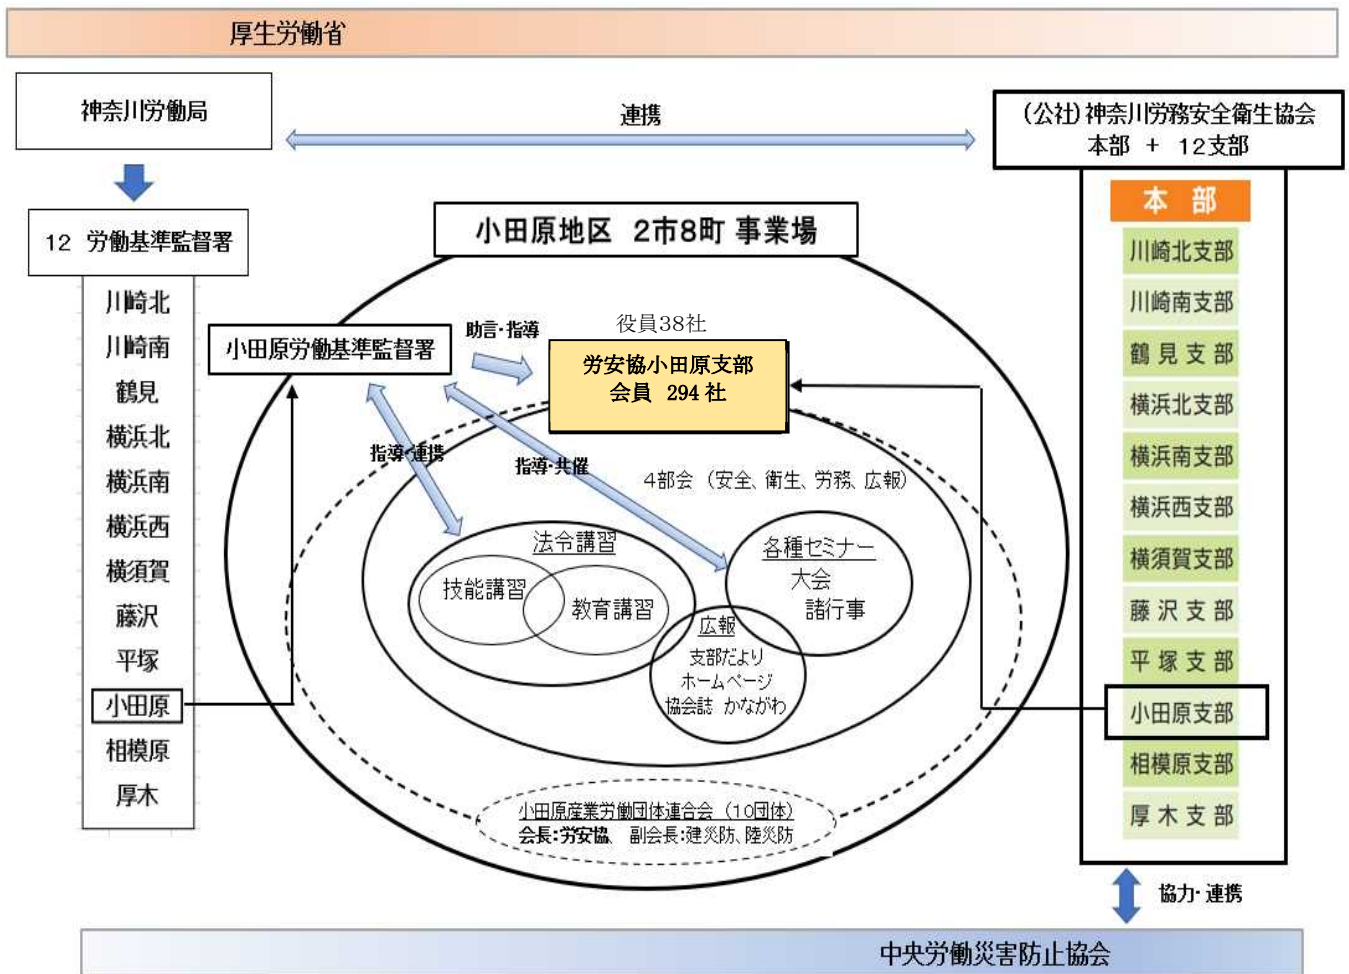 厚生労働省
神奈川労働局
連携
(公社)神奈川労務安全衛生協会
本部 + 12支部
12 労働基準監督署
川崎北
川崎南
鶴見
横浜北
横浜南
横浜西
横須賀
藤沢
平塚
小田原
相模原
厚木
小田原地区 2市8町 事業場
小田原労働基準監督署
助言・指導
役員38社
労安協小田原支部
会員 294 社
指導・連携
指導・共催
4部会 (安全、衛生、労務、広報)
法令講習
技能講習
教育講習
各種セミナー
大会
諸行事
広報
支部だより
ホームページ
協会誌 かながわ
小田原産業労働団体連合会 (10団体)
会長:労安協、 副会長:建災防、陸災防
本部
川崎北支部
川崎南支部
鶴見支部
横浜北支部
横浜南支部
横浜西支部
横須賀支部
藤沢支部
平塚支部
小田原支部
相模原支部
厚木支部
協力・連携
中央労働災害防止協会